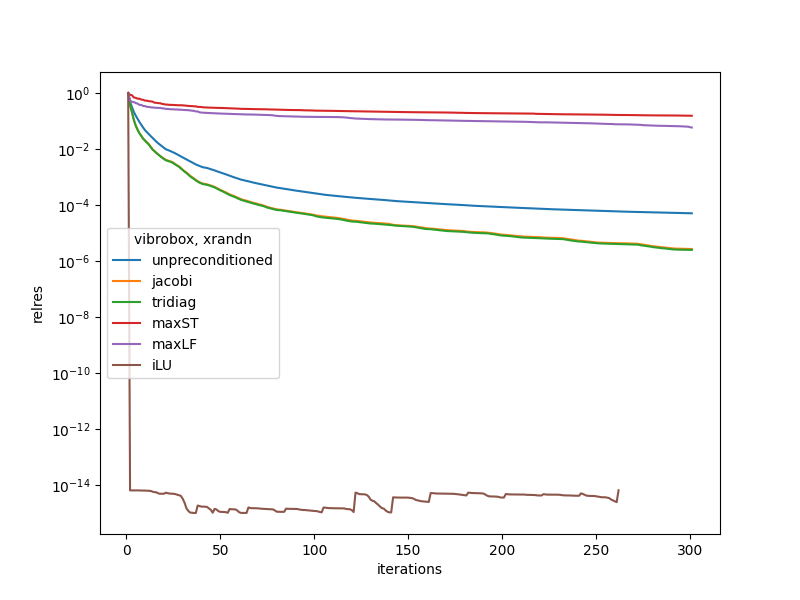 10^0
10^-2
10^-4
10^-6
10^-8
10^-10
10^-12
10^-14
relres
vibrobox, xrandn
unpreconditioned
jacobi
tridiag
maxST
maxLF
iLU
0 50 100 150 200 250 300
iterations